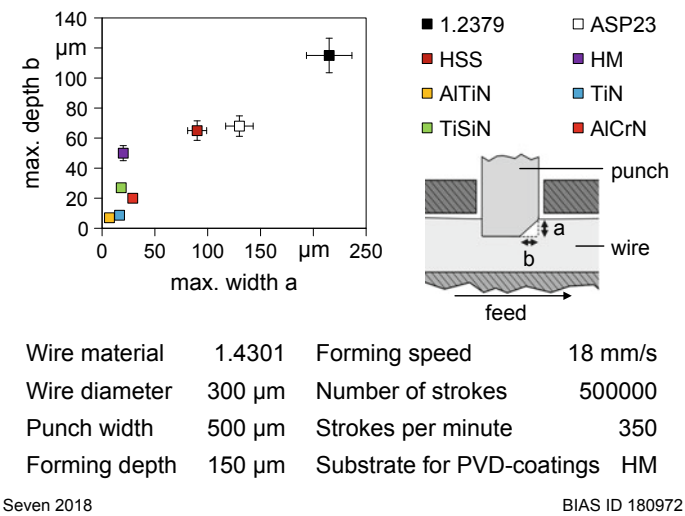 140
µm
100
80
60
40
20
0
max. depth b
0 50 100 150 µm 250
max. width a
1.2379 ASP23
HSS HM
AlTiN TiN
TiSiN AlCrN
punch
a
b
wire
feed
Wire material 1.4301 Forming speed 18 mm/s
Wire diameter 300 µm Number of strokes 500000
Punch width 500 µm Strokes per minute 350
Forming depth 150 µm Substrate for PVD-coatings HM
Seven 2018 BIAS ID 180972